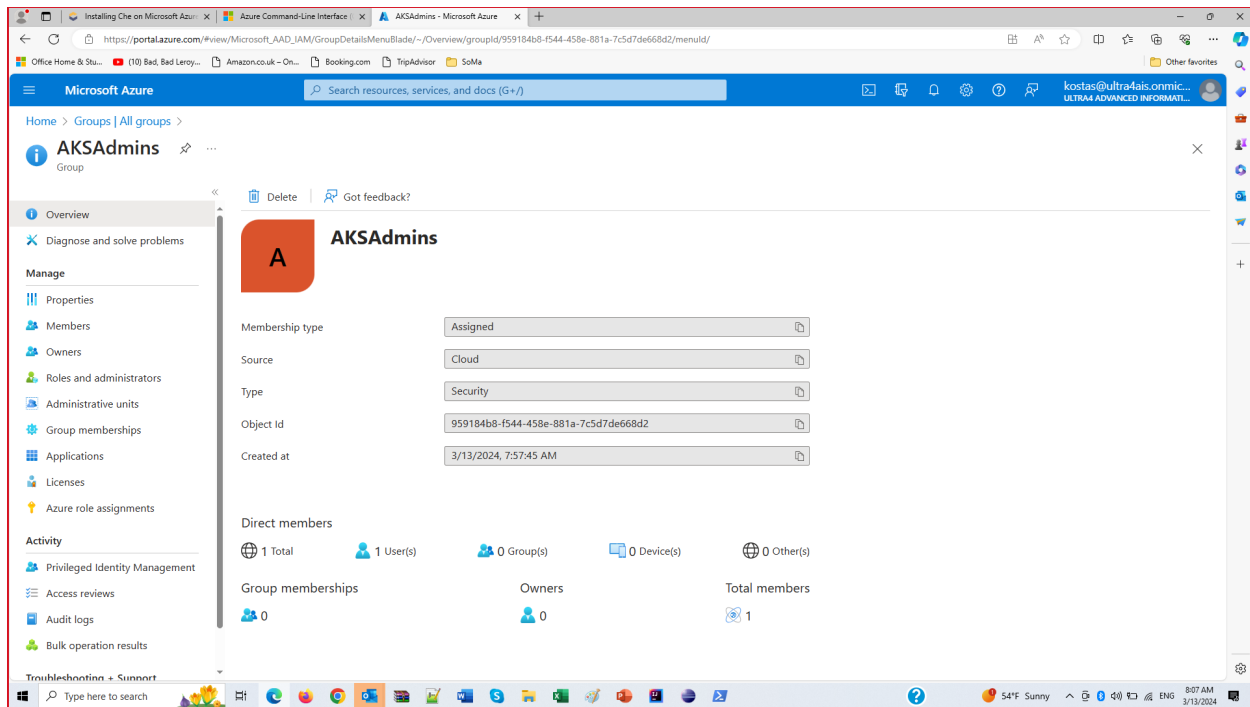 Installing Che on Microsoft Azur
Azure Command-Line Interface (
AKSAdmins - Microsoft Azure
https://portal.azure.com/#view/Microsoft_AAD_IAM/GroupDetailsMenuBlade/~/Overview/groupId/959184b8-f544-458e-881a-7c5d7de668d2/menuId/
Office Home & Stu...
(10) Bad, Bad Leroy...
Amazon.co.uk – On...
Booking.com
TripAdvisor
SoMa
Other favorites
Microsoft Azure
Search resources, services, and docs (G+/)
kostas@ultra4ais.onmic...
ULTRA4 ADVANCED INFORMATI...
Home > Groups | All groups >
AKSAdmins
Group
Delete
Got feedback?
Overview
Diagnose and solve problems
Manage
Properties
Members
Owners
Roles and administrators
Administrative units
Group memberships
Applications
Licenses
Azure role assignments
Activity
Privileged Identity Management
Access reviews
Audit logs
Bulk operation results
Troubleshooting + Support
A
AKSAdmins
Membership type Assigned
Source Cloud
Type Security
Object Id 959184b8-f544-458e-881a-7c5d7de668d2
Created at 3/13/2024, 7:57:45 AM
Direct members
1 Total 1 User(s) 0 Group(s) 0 Device(s) 0 Other(s)
Group memberships Owners Total members
0 0 1
Type here to search
54°F Sunny
ENG
8:07 AM
3/13/2024